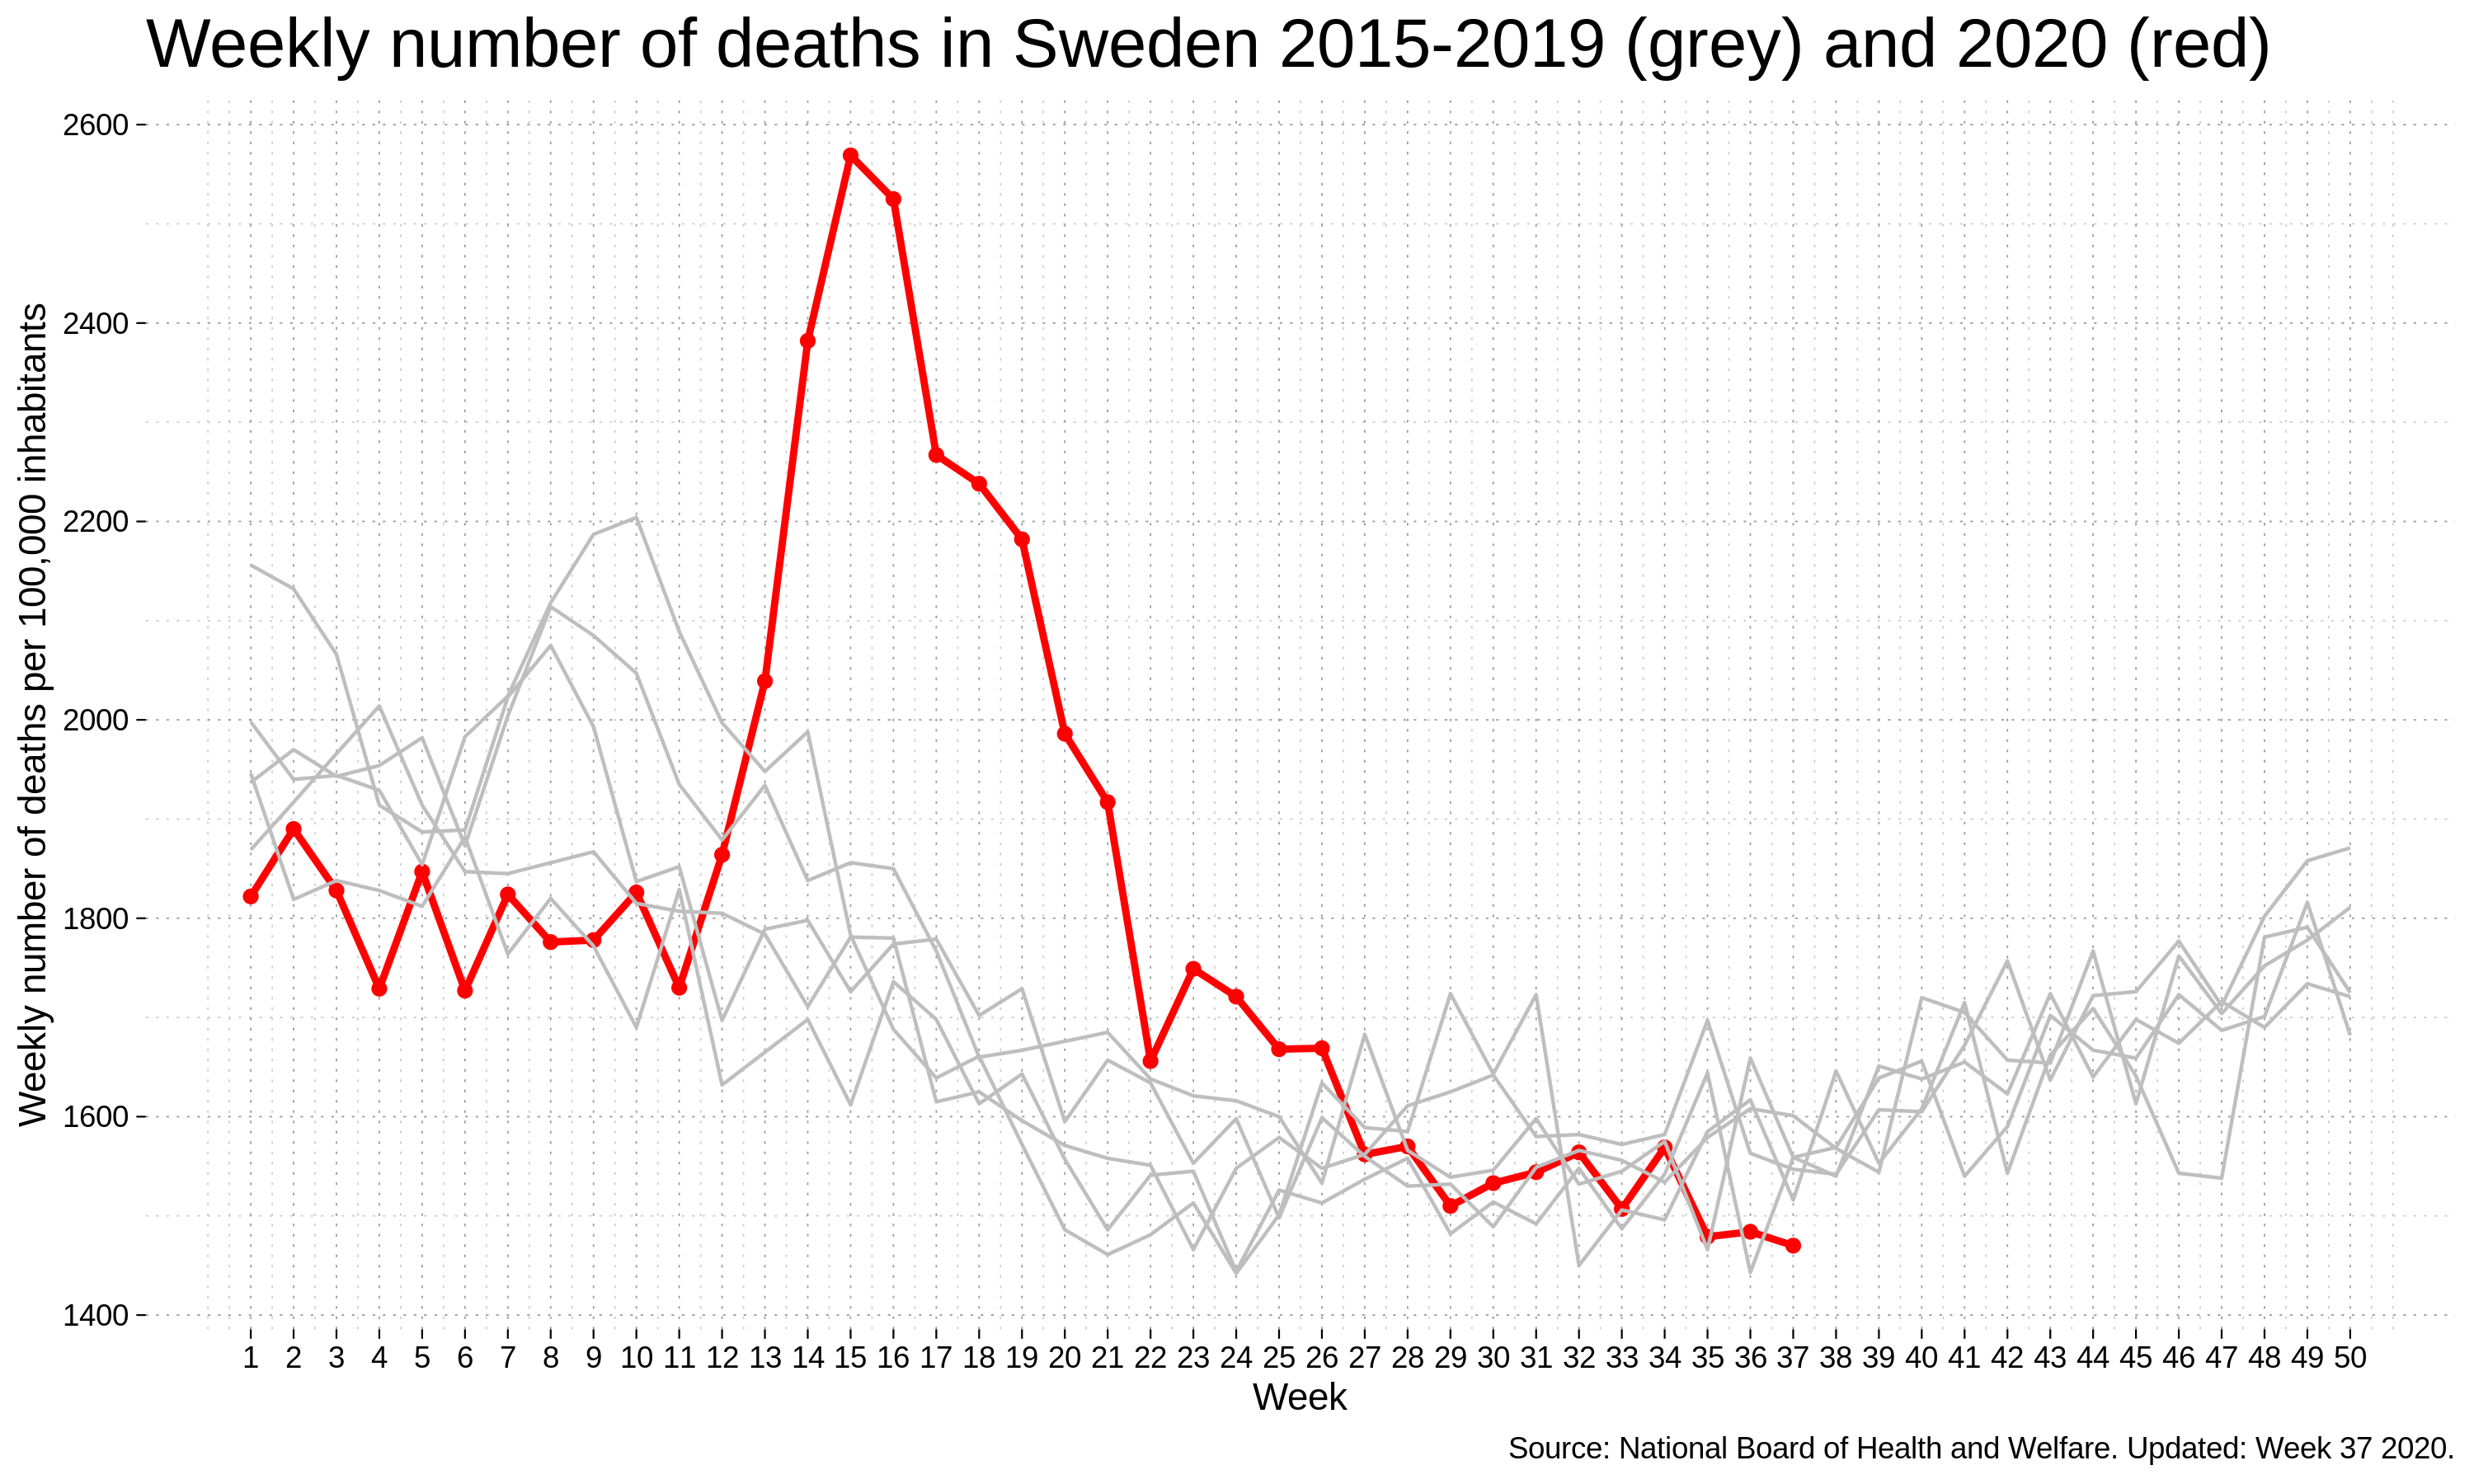 Weekly number of deaths in Sweden 2015-2019 (grey) and 2020 (red)
Weekly number of deaths per 100,000 inhabitants
2600
2400
2200
2000
1800
1600
1400
1 2 3 4 5 6 7 8 9 10 11 12 13 14 15 16 17 18 19 20 21 22 23 24 25 26 27 28 29 30 31 32 33 34 35 36 37 38 39 40 41 42 43 44 45 46 47 48 49 50
Week
Source: National Board of Health and Welfare. Updated: Week 37 2020.